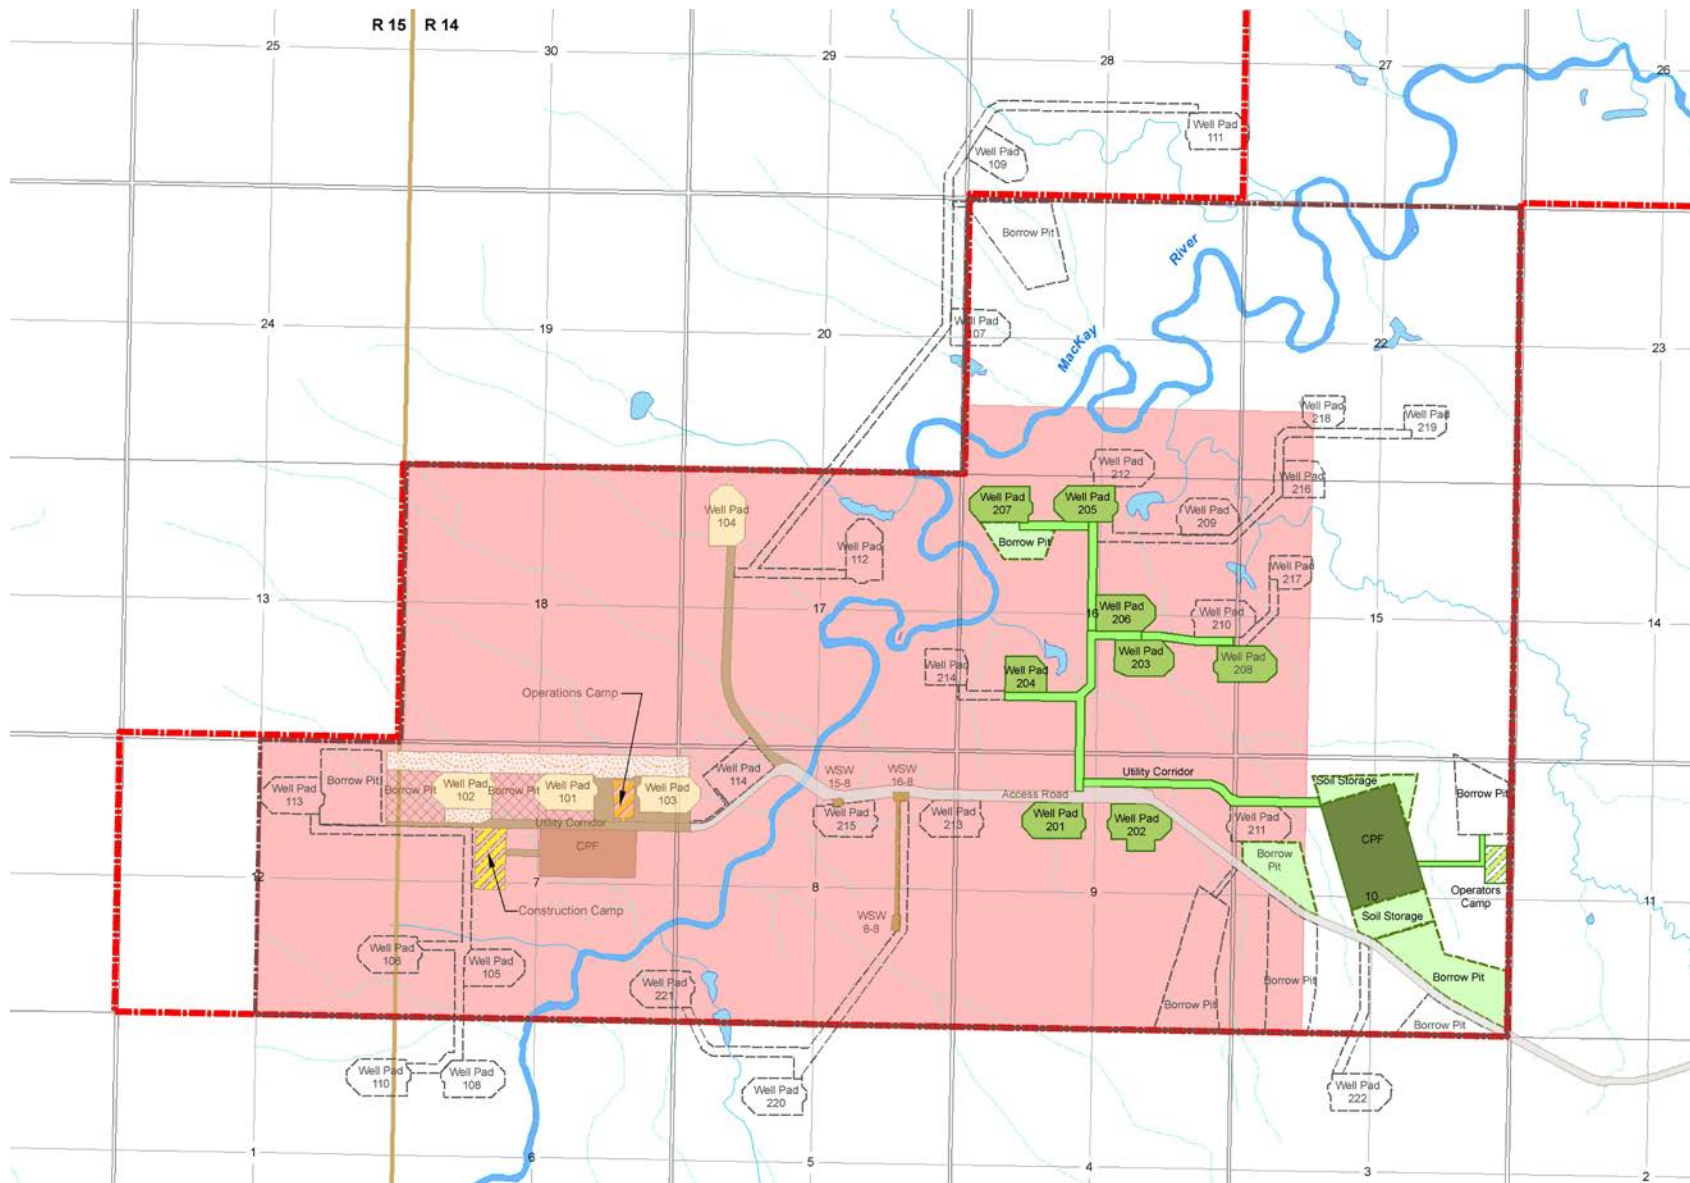 R 15 R 14
25
30
29
28
27
26
Well Pad
111
Well Pad
109
Borrow Pit
River
MacKay
24
19
20
Well Pad
107
22
23
Well Pad
218
Well Pad
219
Well Pad
212
Well Pad
216
Well Pad
104
Well Pad
207
Well Pad
205
Well Pad
209
Borrow Pit
Well Pad
112
Well Pad
217
13
18
17
16
15
14
Well Pad
206
Well Pad
210
Well Pad
203
Well Pad
208
Well Pad
214
Well Pad
204
Operations Camp
Well Pad
114
WSW
15-8
WSW
16-8
Utility Corridor
Access Road
Soil Storage
Borrow Pit
Well Pad
113
Borrow Pit
Borrow Pit
Well Pad
102
Borrow Pit
Well Pad
101
Well Pad
103
Utility Corridor
CPF
Well Pad
215
Well Pad
213
Well Pad
201
Well Pad
202
Well Pad
211
CPF
Borrow
Pit
12
7
8
9
10
11
Operators
Camp
Construction Camp
WSW
8-8
Soil Storage
Well Pad
106
Well Pad
105
Well Pad
221
Borrow Pit
Borrow Pit
Borrow Pit
Borrow Pit
Well Pad
110
Well Pad
108
Well Pad
220
Well Pad
222
1
6
5
4
3
2